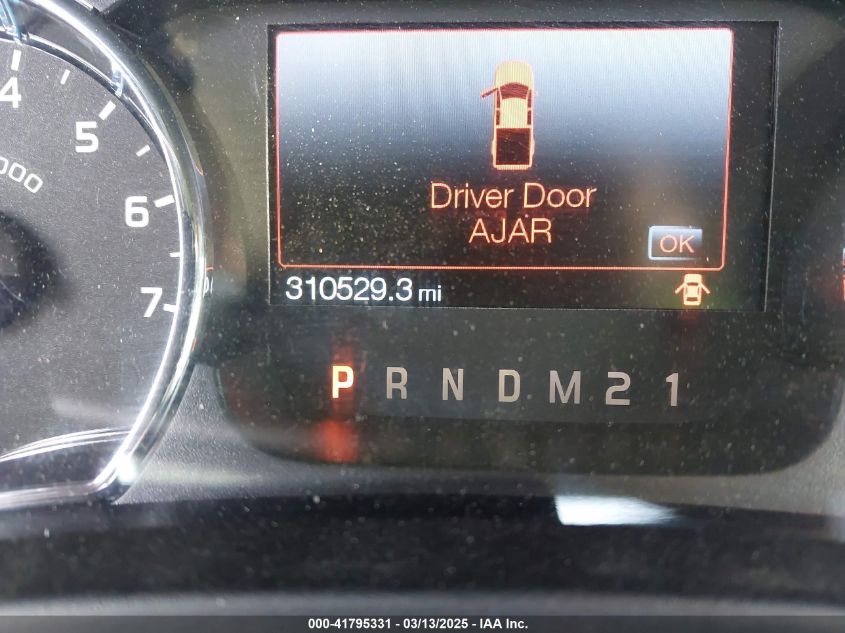 4
5
000
6
7
Driver Door
AJAR
OK
310529.3 mi
P R N D M 2 1
000-41795331 - 03/13/2025 - IAA Inc.